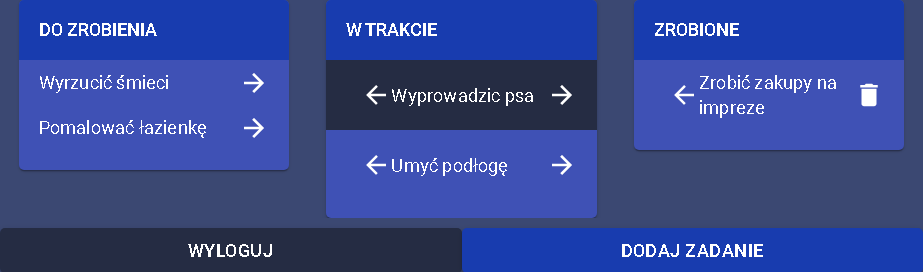 DO ZROBIENIA
Wyrzucić śmieci
Pomalować łazienkę
W TRAKCIE
Wyprowadzic psa
Umyć podłogę
ZROBIONE
Zrobić zakupy na
impreze
WYLOGUJ
DODAJ ZADANIE